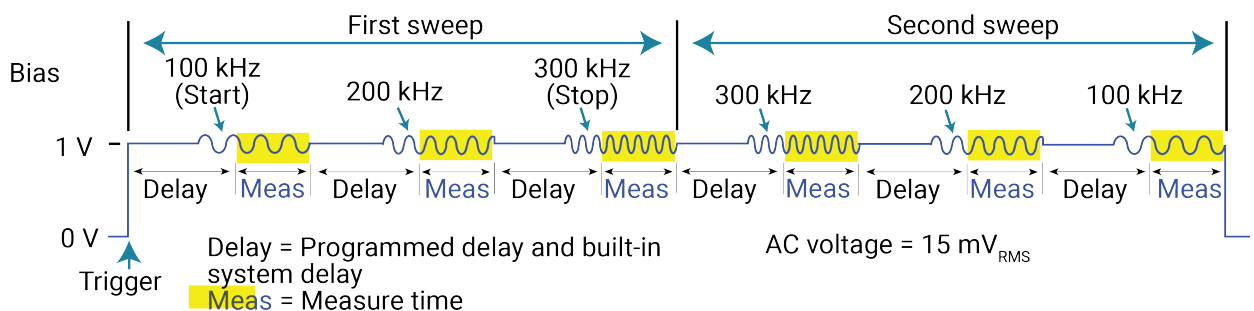 First sweep
Second sweep
Bias
100 kHz
(Start)
200 kHz
300 kHz
(Stop)
300 kHz
200 kHz
100 kHz
1 V
Delay Meas Delay Meas Delay Meas Delay Meas Delay Meas Delay Meas
0 V
Trigger
Delay = Programmed delay and built-in
system delay
Meas = Measure time
AC voltage = 15 mVRMS